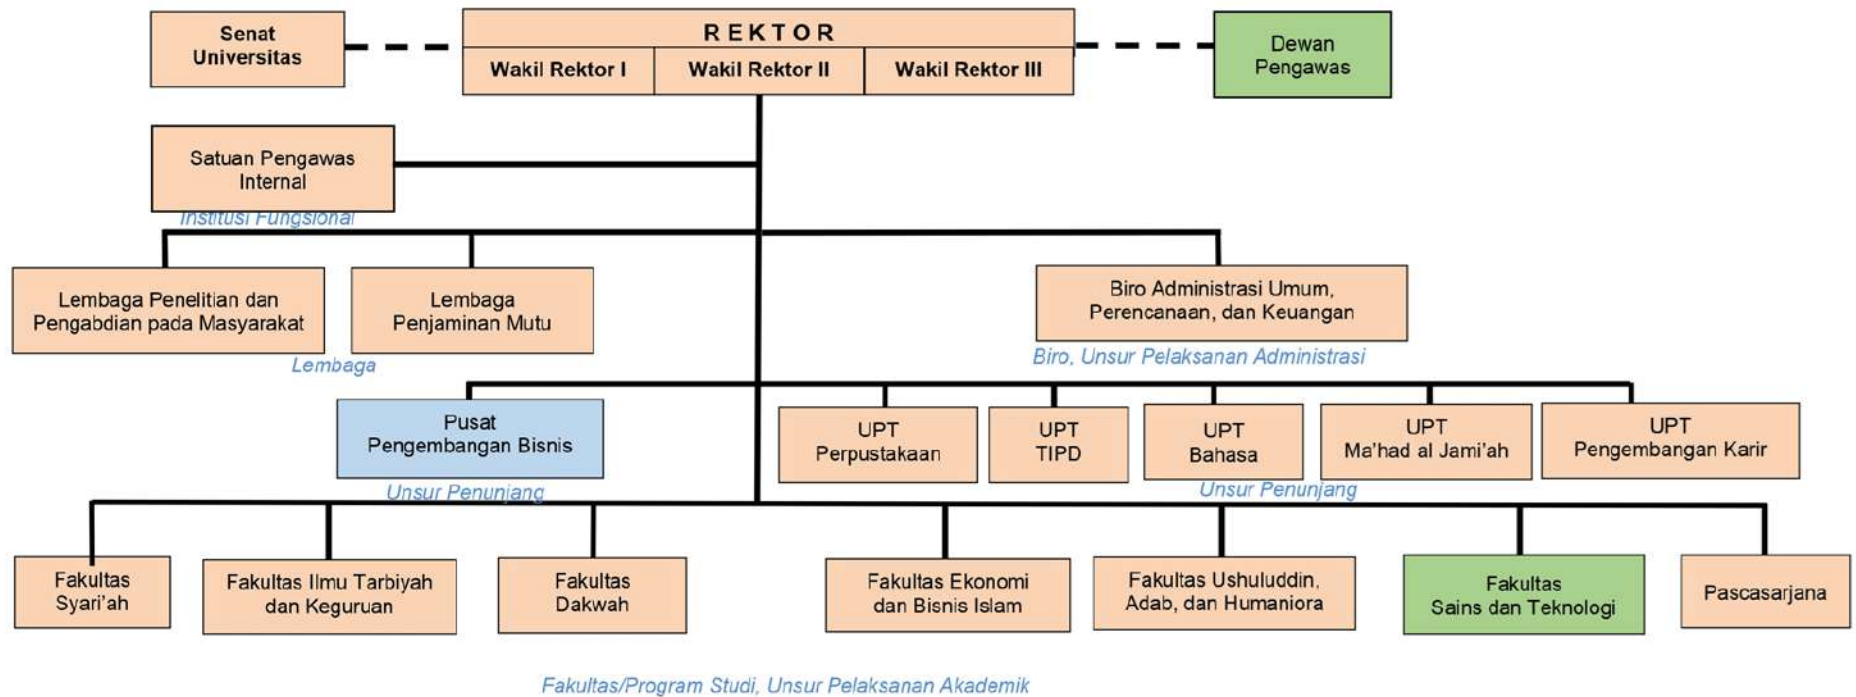 Senat
Universitas
R E K T O R
Wakil Rektor I
Wakil Rektor II
Wakil Rektor III
Dewan
Pengawas
Satuan Pengawas
Internal
Institusi Fungsional
Lembaga Penelitian dan
Pengabdian pada Masyarakat
Lembaga
Penjaminan Mutu
Biro Administrasi Umum,
Perencanaan, dan Keuangan
Lembaga
Biro, Unsur Pelaksanan Administrasi
Pusat
Pengembangan Bisnis
UPT
Perpustakaan
UPT
TIPD
UPT
Bahasa
UPT
Ma'had al Jami'ah
UPT
Pengembangan Karir
Unsur Penunjang
Unsur Penunjang
Fakultas
Syari'ah
Fakultas Ilmu Tarbiyah
dan Keguruan
Fakultas
Dakwah
Fakultas Ekonomi
dan Bisnis Islam
Fakultas Ushuluddin,
Adab, dan Humaniora
Fakultas
Sains dan Teknologi
Pascasarjana
Fakultas/Program Studi, Unsur Pelaksanan Akademik